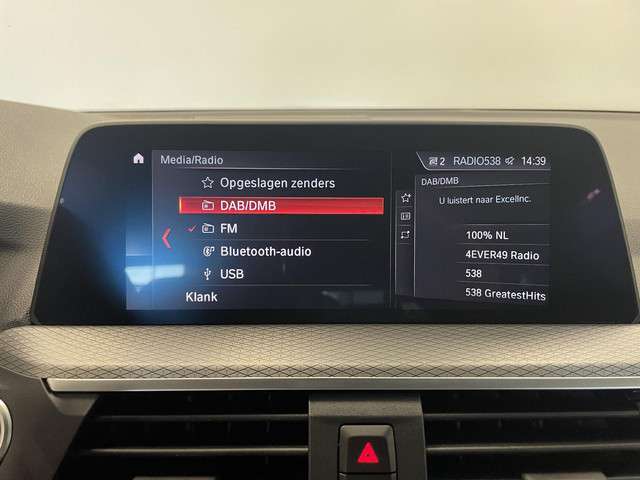 Media/Radio
2 RADIO538 14:39
Opgeslagen zenders
DAB/DMB
FM
Bluetooth-audio
USB
Klank
DAB/DMB
U luistert naar ExcelInc.
100% NL
4EVER49 Radio
538
538 GreatestHits